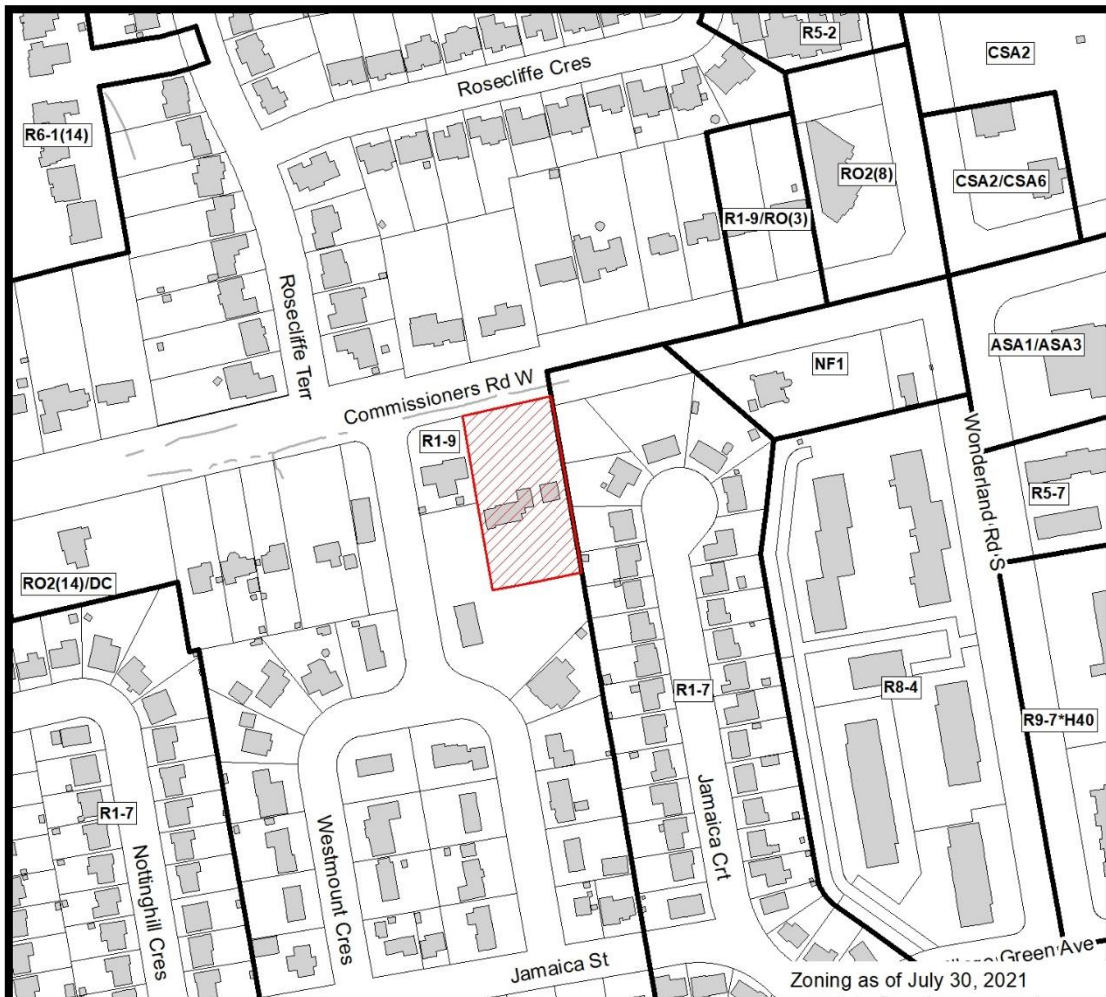 R5-2
CSA2
Rosecliffe Cres
R6-1(14)
RO2(8)
CSA2/CSA6
R1-9/RO(3)
Rosecliffe Terr
ASA1/ASA3
NF1
Commissioners Rd W
R1-9
Wonderland Rd S
R5-7
RO2(14)/DC
R1-7
R8-4
R9-7*H40
R1-7
Jamaica Crt
Westmount Cres
Nottinghill Cres
Green Ave
Jamaica St
Zoning as of July 30, 2021